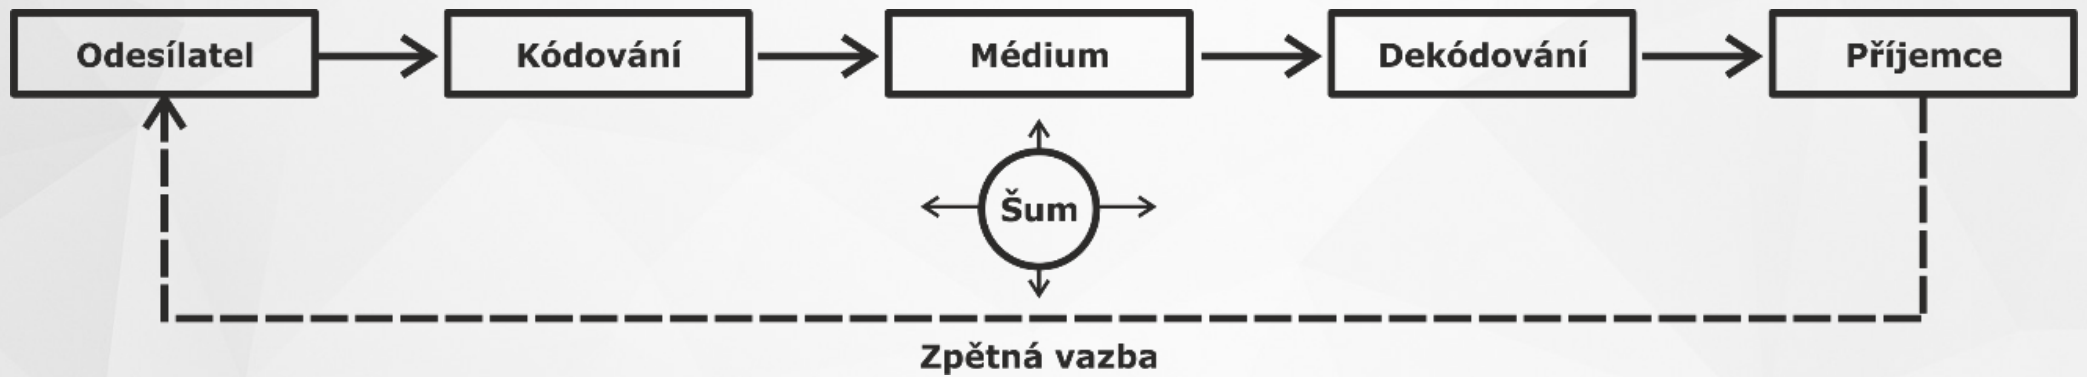 Odesílatel
Kódování
Médium
Dekódování
Příjemce
Šum
Zpětná vazba